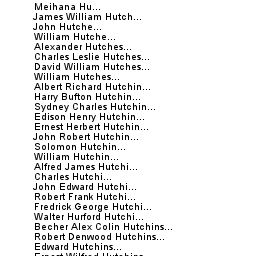 Meihana Hu...
James William Hutch...
John Hutche...
William Hutche...
Alexander Hutches...
Charles Leslie Hutches...
David William Hutches...
William Hutches...
Albert Richard Hutchin...
Harry Bufton Hutchin...
Sydney Charles Hutchin...
Edison Henry Hutchin...
Ernest Herbert Hutchin...
John Robert Hutchin...
Solomon Hutchin...
William Hutchin...
Alfred James Hutchi...
Charles Hutchi...
John Edward Hutchi...
Robert Frank Hutchi...
Fredrick George Hutchi...
Walter Hurford Hutchi...
Becher Alex Colin Hutchins...
Robert Denwood Hutchins...
Edward Hutchins...
Ernest Wilfred Hutchins